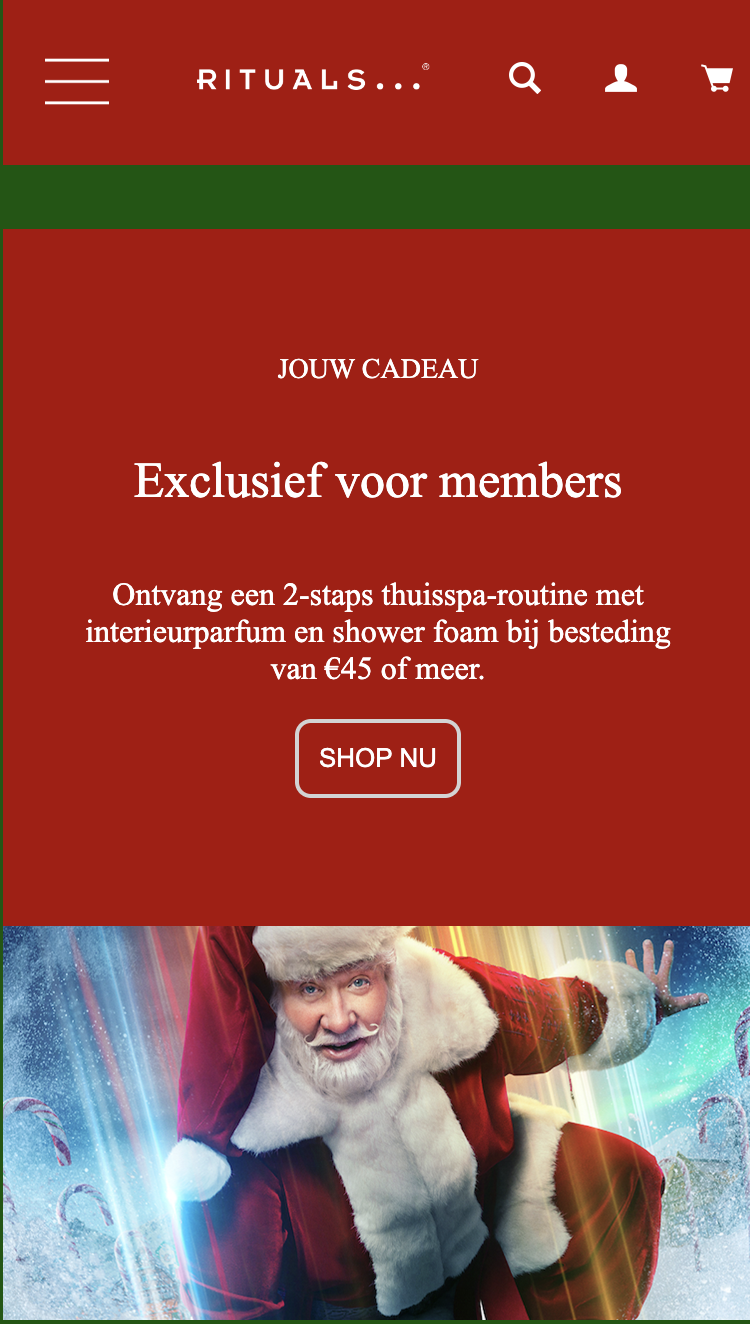 RITUALS...®
JOUW CADEAU
Exclusief voor members
Ontvang een 2-staps thuisspa-routine met
interieurparfum en shower foam bij besteding
van €45 of meer.
SHOP NU